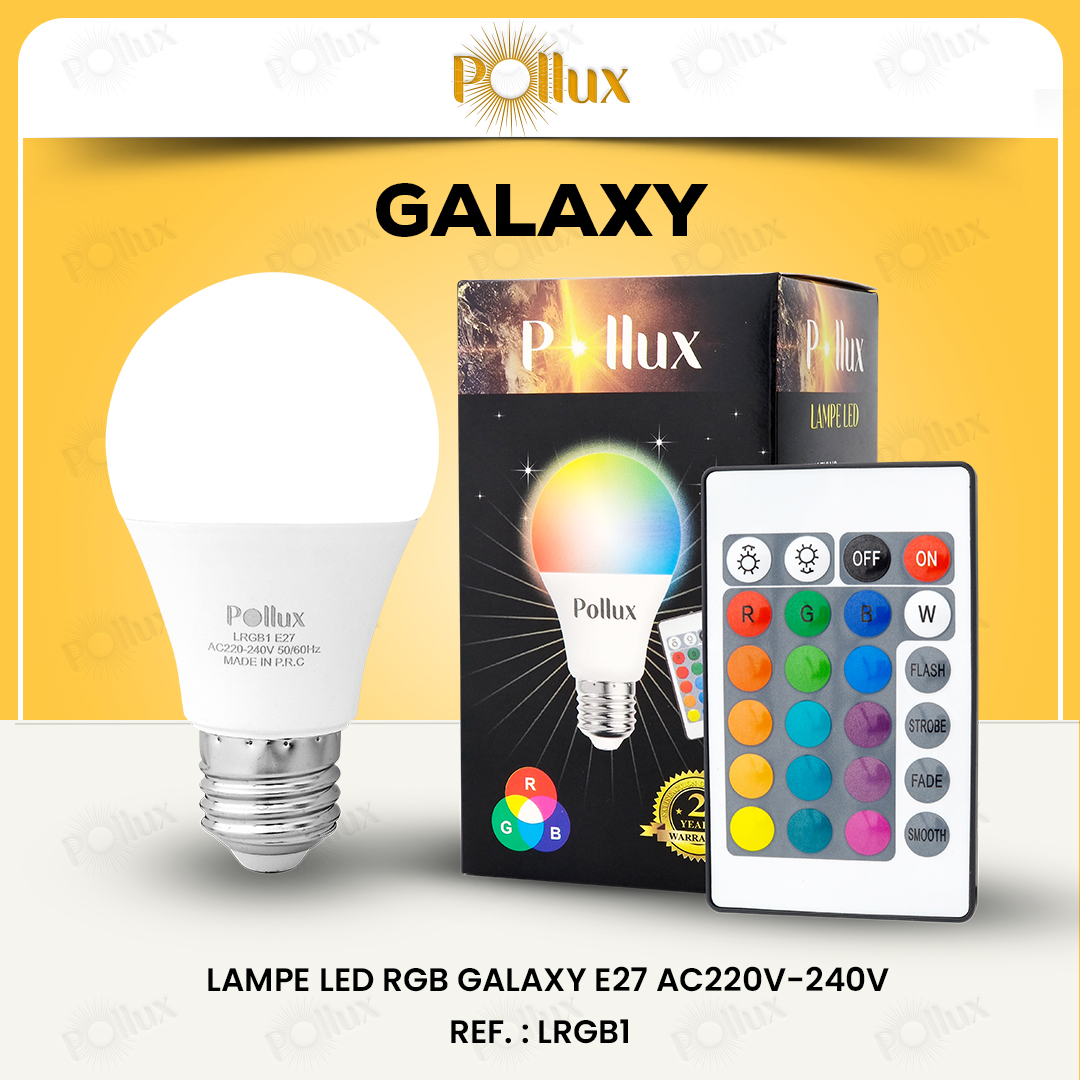 Pollux
GALAXY
Pollux
Pollux
LAMPE LED
Pollux
LRGB1 E27
AC220-240V 50/60Hz
MADE IN P.R.C
Pollux
OFF ON
R G B W
FLASH
STROBE
FADE
SMOOTH
R
G B
2
LAMPE LED RGB GALAXY E27 AC220V-240V
REF. : LRGB1